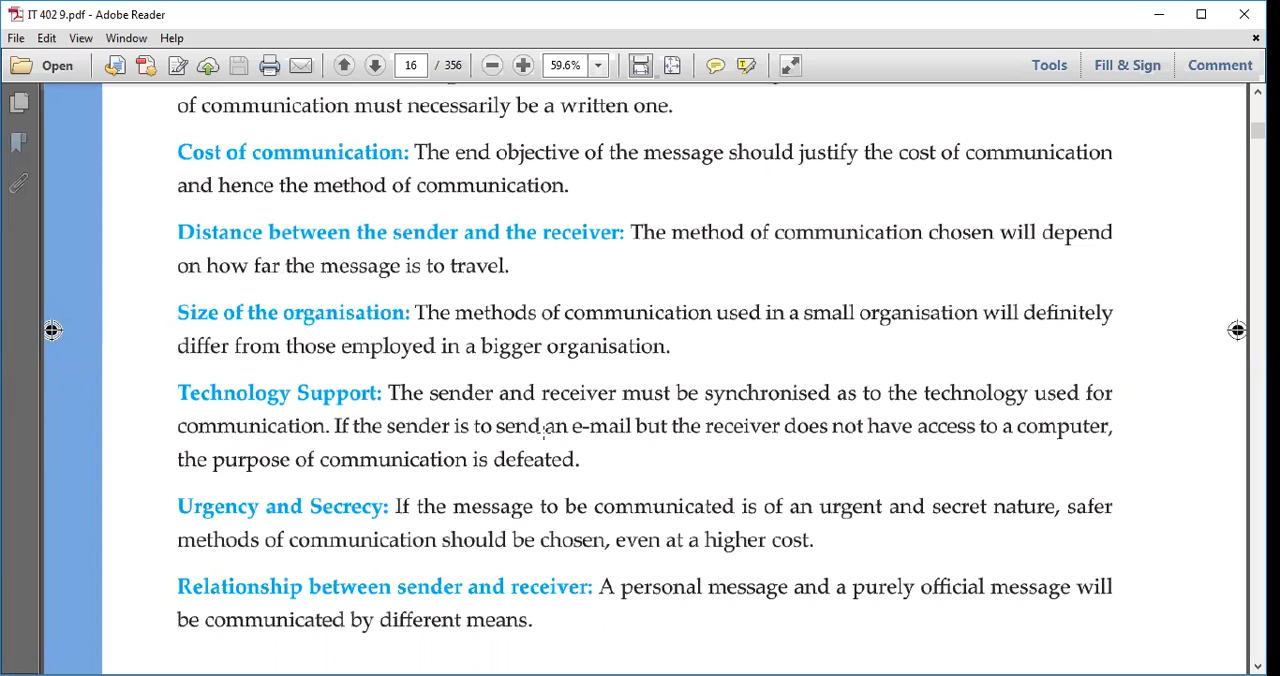 IT 402 9.pdf - Adobe Reader
File Edit View Window Help
Open 16 / 356 59.6% Tools Fill & Sign Comment
of communication must necessarily be a written one.
Cost of communication: The end objective of the message should justify the cost of communication
and hence the method of communication.
Distance between the sender and the receiver: The method of communication chosen will depend
on how far the message is to travel.
Size of the organisation: The methods of communication used in a small organisation will definitely
differ from those employed in a bigger organisation.
Technology Support: The sender and receiver must be synchronised as to the technology used for
communication. If the sender is to send an e-mail but the receiver does not have access to a computer,
the purpose of communication is defeated.
Urgency and Secrecy: If the message to be communicated is of an urgent and secret nature, safer
methods of communication should be chosen, even at a higher cost.
Relationship between sender and receiver: A personal message and a purely official message will
be communicated by different means.